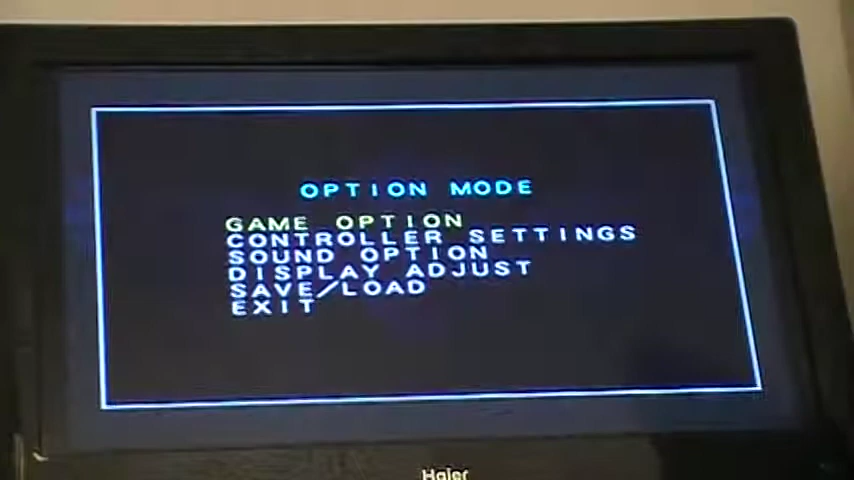 OPTION MODE
GAME OPTION
CONTROLLER SETTINGS
SOUND OPTION
DISPLAY ADJUST
SAVE/LOAD
EXIT
Haier